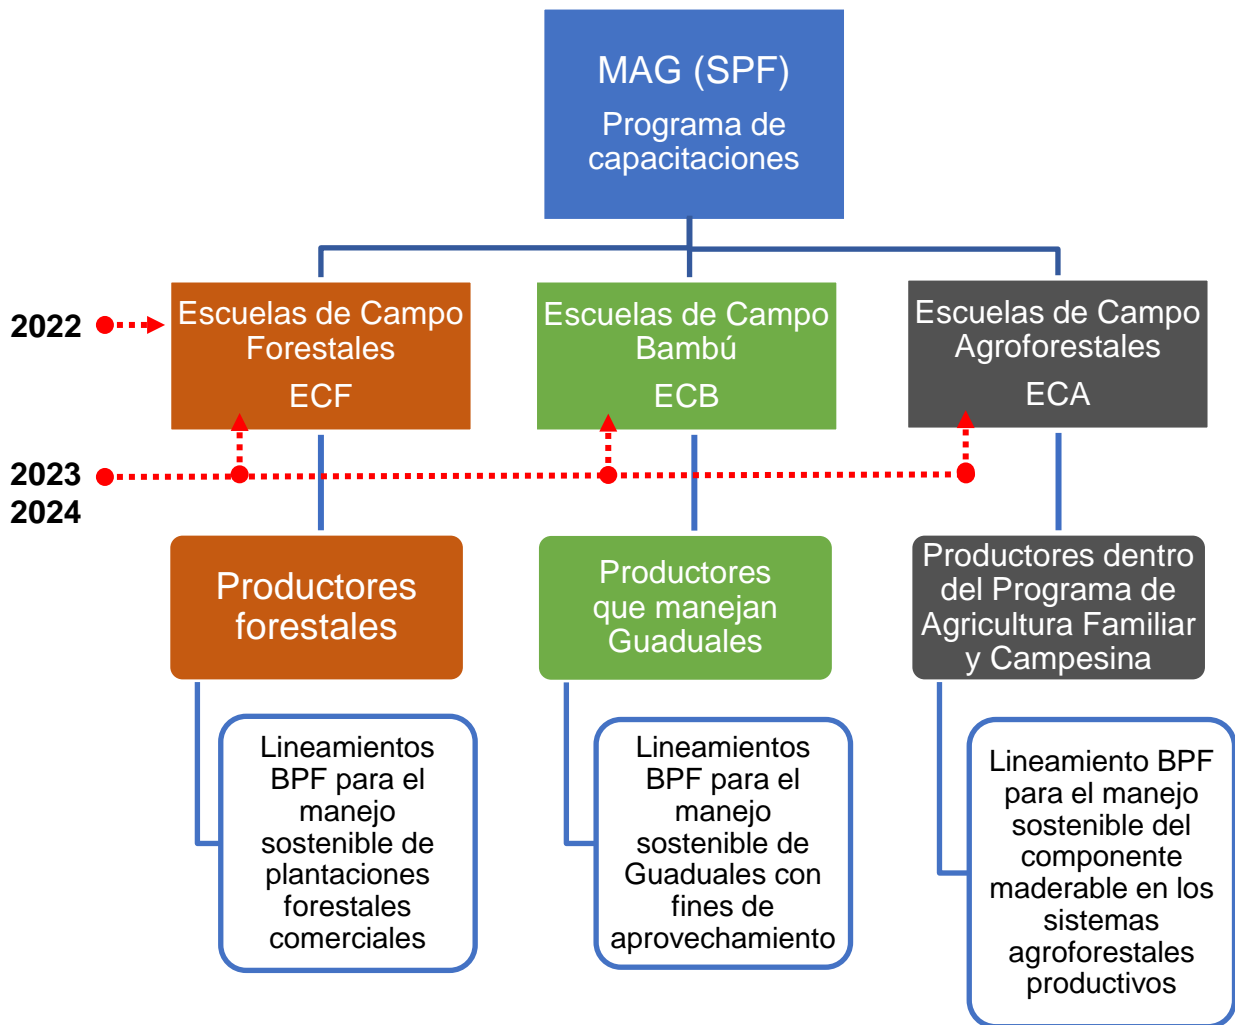 MAG (SPF)
Programa de
capacitaciones
2022
Escuelas de Campo
Forestales
ECF
Escuelas de Campo
Bambú
ECB
Escuelas de Campo
Agroforestales
ECA
2023
2024
Productores
forestales
Productores
que manejan
Guaduales
Productores dentro
del Programa de
Agricultura Familiar
y Campesina
Lineamientos
BPF para el
manejo
sostenible de
plantaciones
forestales
comerciales
Lineamientos
BPF para el
manejo
sostenible de
Guaduales con
fines de
aprovechamiento
Lineamiento BPF
para el manejo
sostenible del
componente
maderable en los
sistemas
agroforestales
productivos